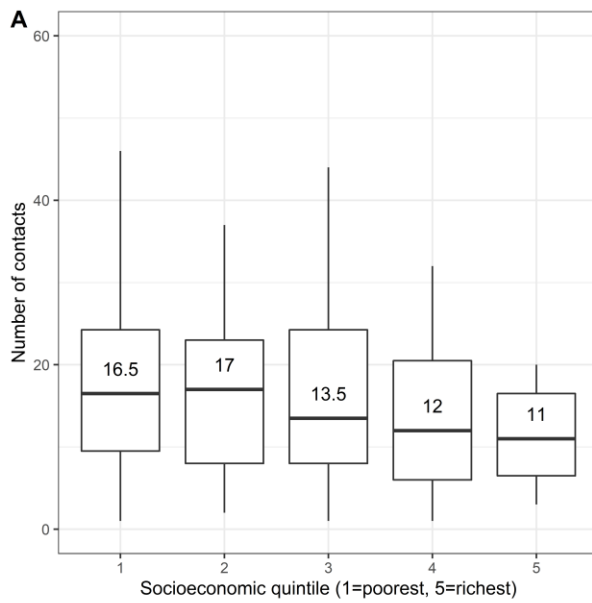 A
60
40
20
0
Number of contacts
16.5
17
13.5
12
11
1 2 3 4 5
Socioeconomic quintile (1=poorest, 5=richest)